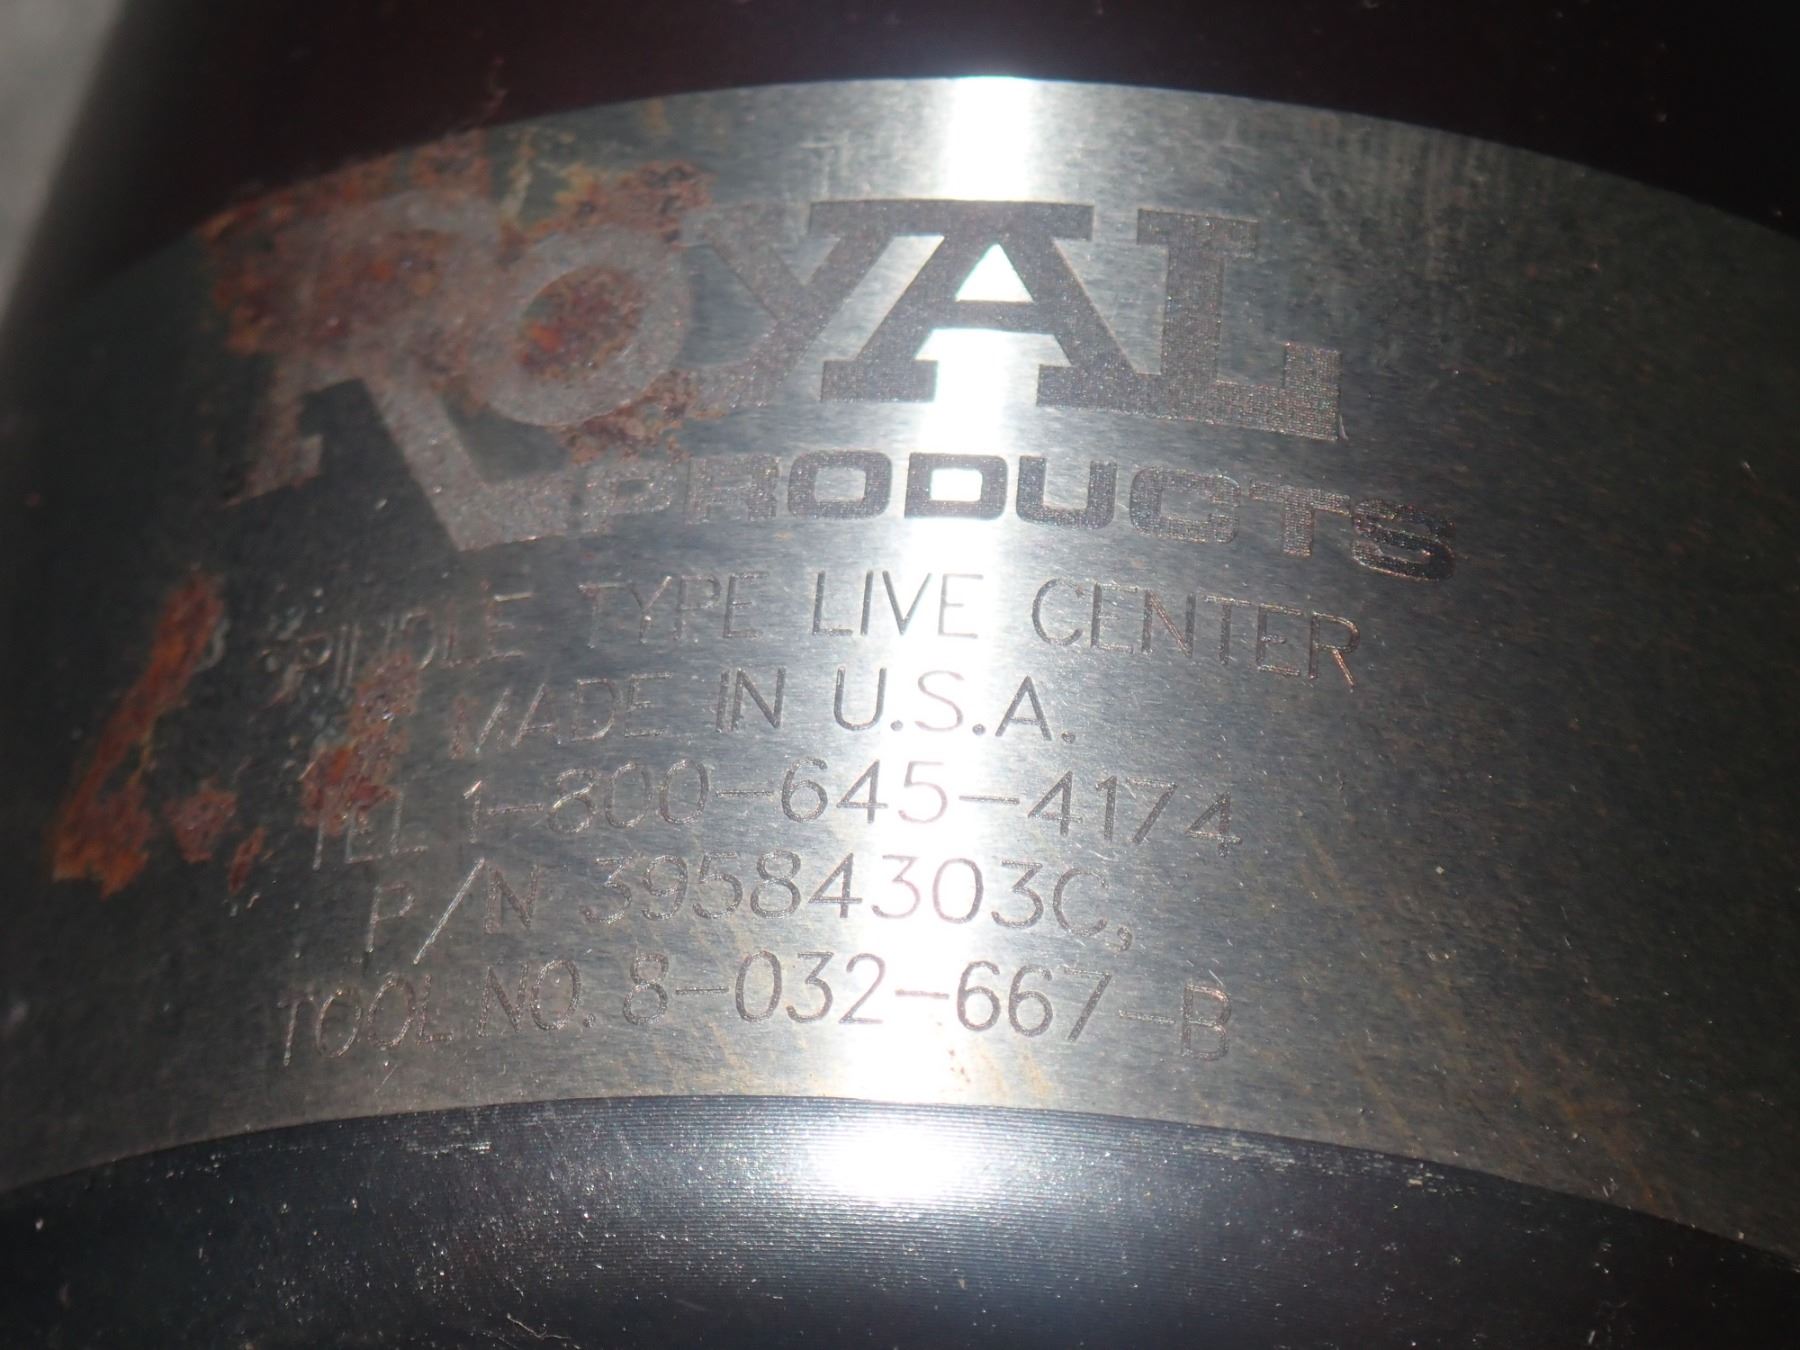 ROYAL
PRODUCTS
SPINDLE TYPE LIVE CENTER
MADE IN U.S.A.
TEL 1-800-645-4174
P/N 39584303C,
TOOL NO. 8-032-667-B